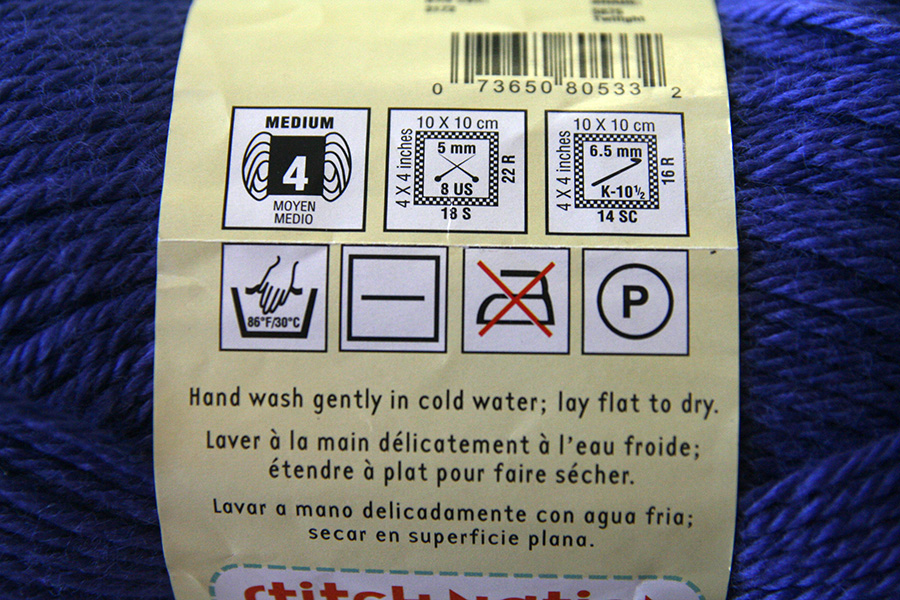 Twilight
0 73650 80533 2
MEDIUM
4
MOYEN
MEDIO
10 X 10 cm
4 X 4 inches
5 mm
8 US
22 R
18 S
10 X 10 cm
4 X 4 inches
6.5 mm
K-10½
16 R
14 SC
86°F/30°C
P
Hand wash gently in cold water; lay flat to dry.
Laver à la main délicatement à l'eau froide;
étendre à plat pour faire sécher.
Lavar a mano delicadamente con agua fria;
secar en superficie plana.
stitch